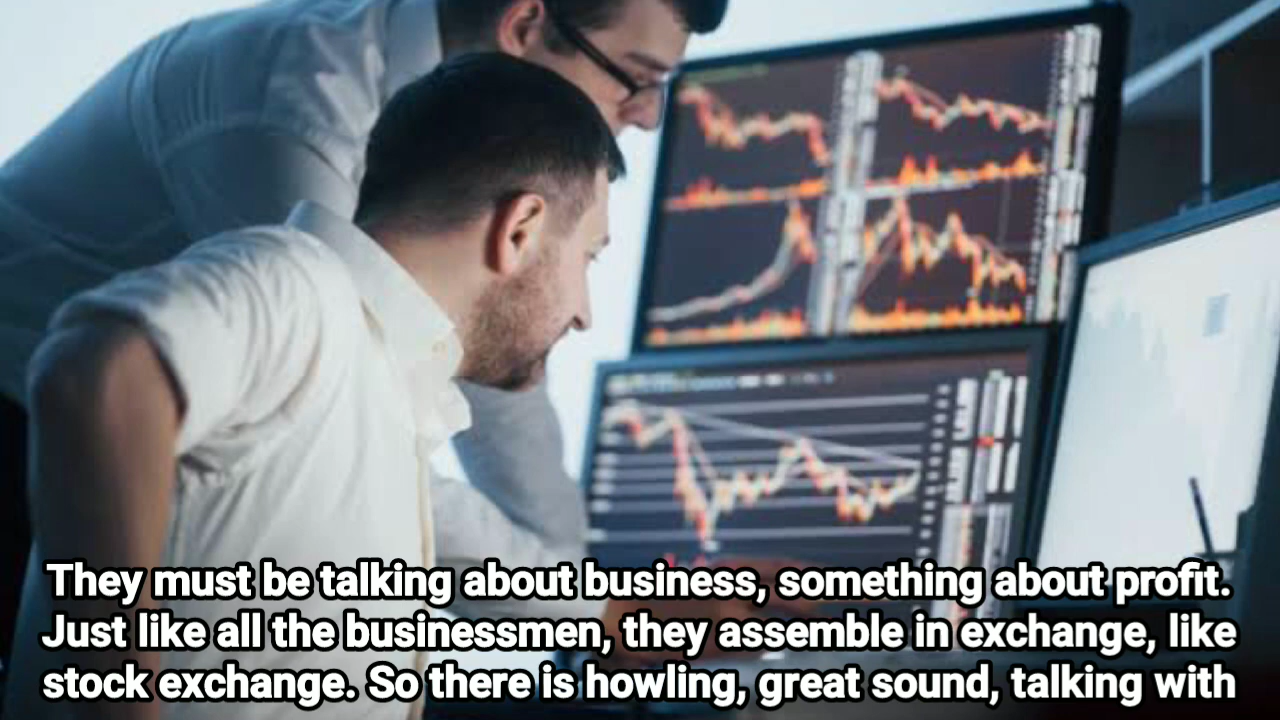 They must be talking about business, something about profit.
Just like all the businessmen, they assemble in exchange, like
stock exchange. So there is howling, great sound, talking with